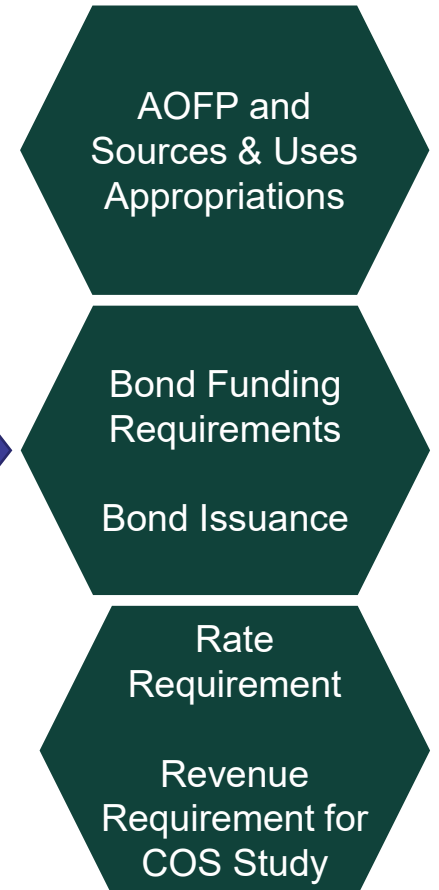 AOFP and
Sources & Uses
Appropriations
Bond Funding
Requirements
Bond Issuance
Rate
Requirement
Revenue
Requirement for
COS Study